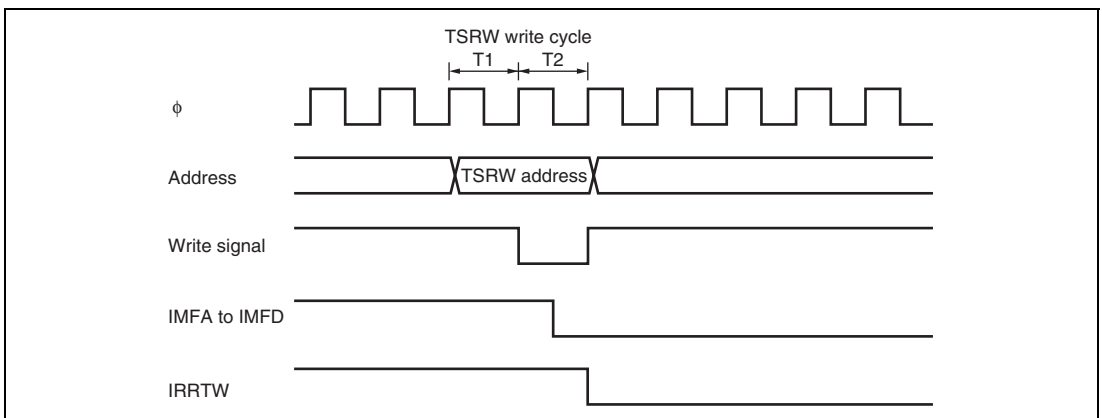 TSRW write cycle
T1 T2
ϕ
Address
TSRW address
Write signal
IMFA to IMFD
IRRTW